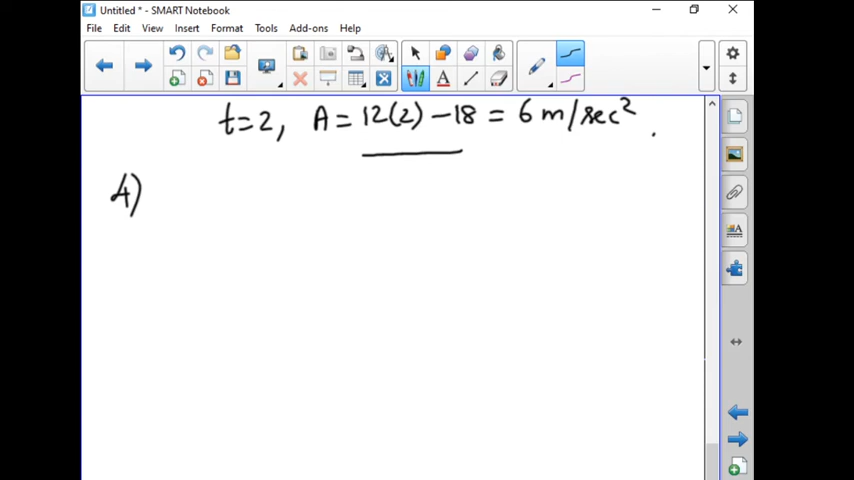 Untitled * - SMART Notebook
File Edit View Insert Format Tools Add-ons Help
t=2, A = 12(2) -18 = 6 m/sec².
4)